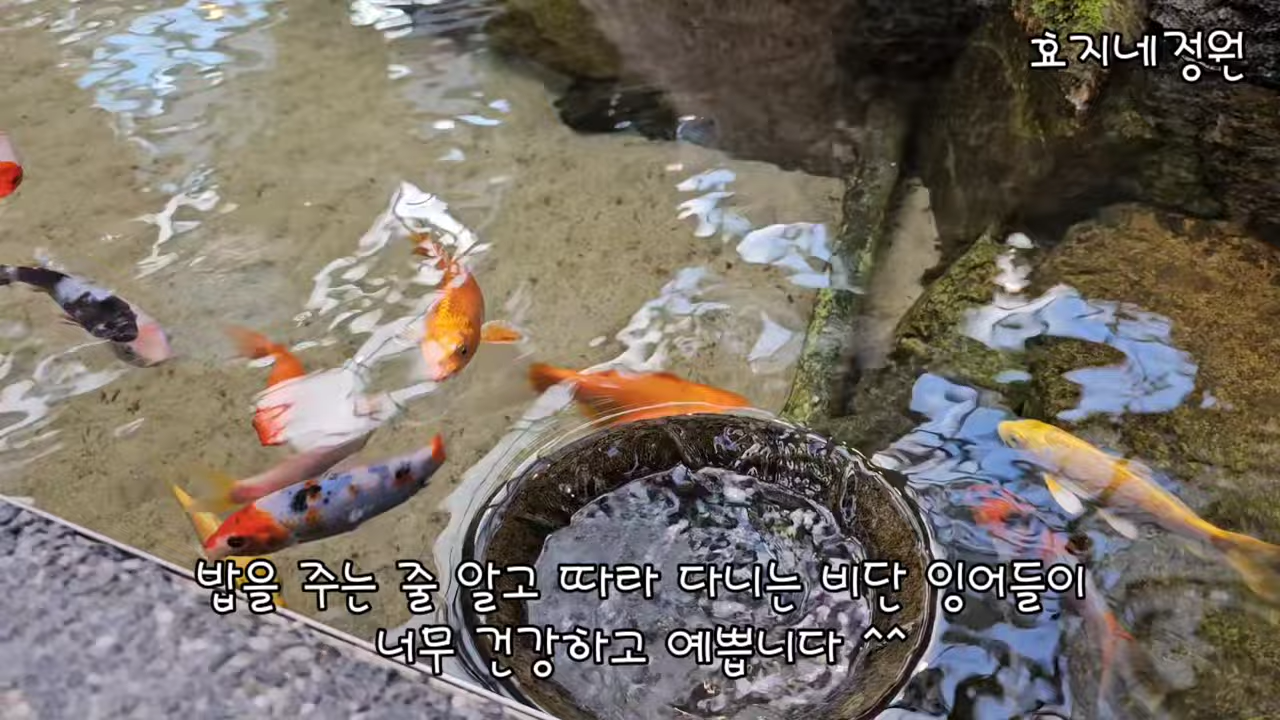 효지네정원
밥을 주는 줄 알고 따라 다니는 비단 잉어들이
너무 건강하고 예쁩니다 ^^